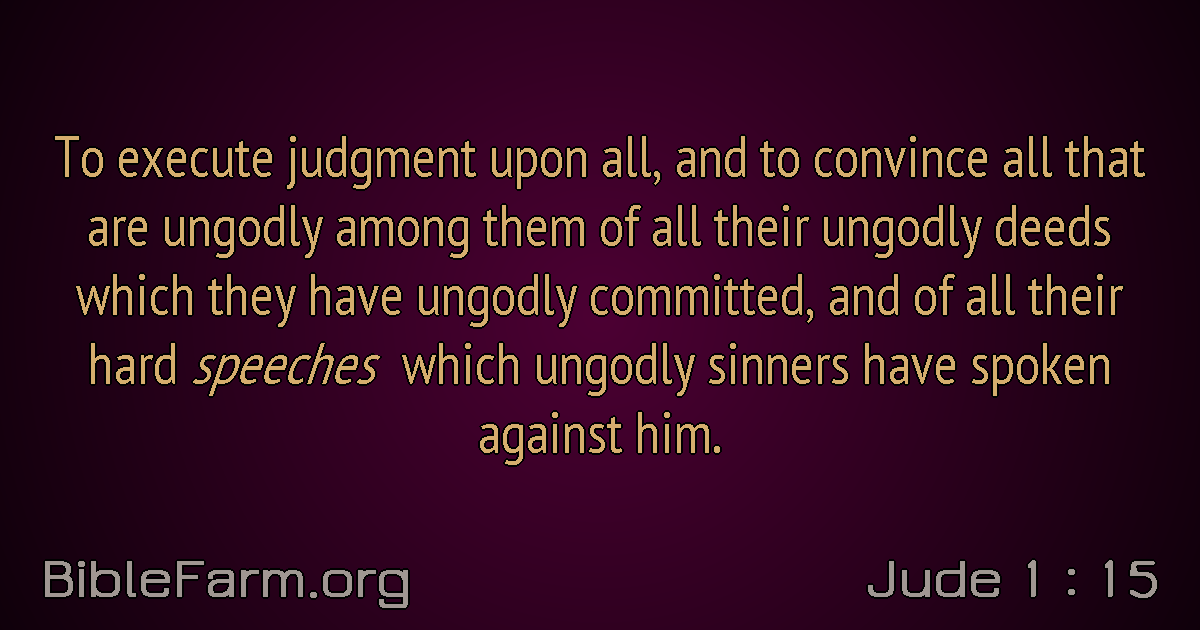 To execute judgment upon all, and to convince all that
are ungodly among them of all their ungodly deeds
which they have ungodly committed, and of all their
hard speeches which ungodly sinners have spoken
against him.
BibleFarm.org
Jude 1 : 15